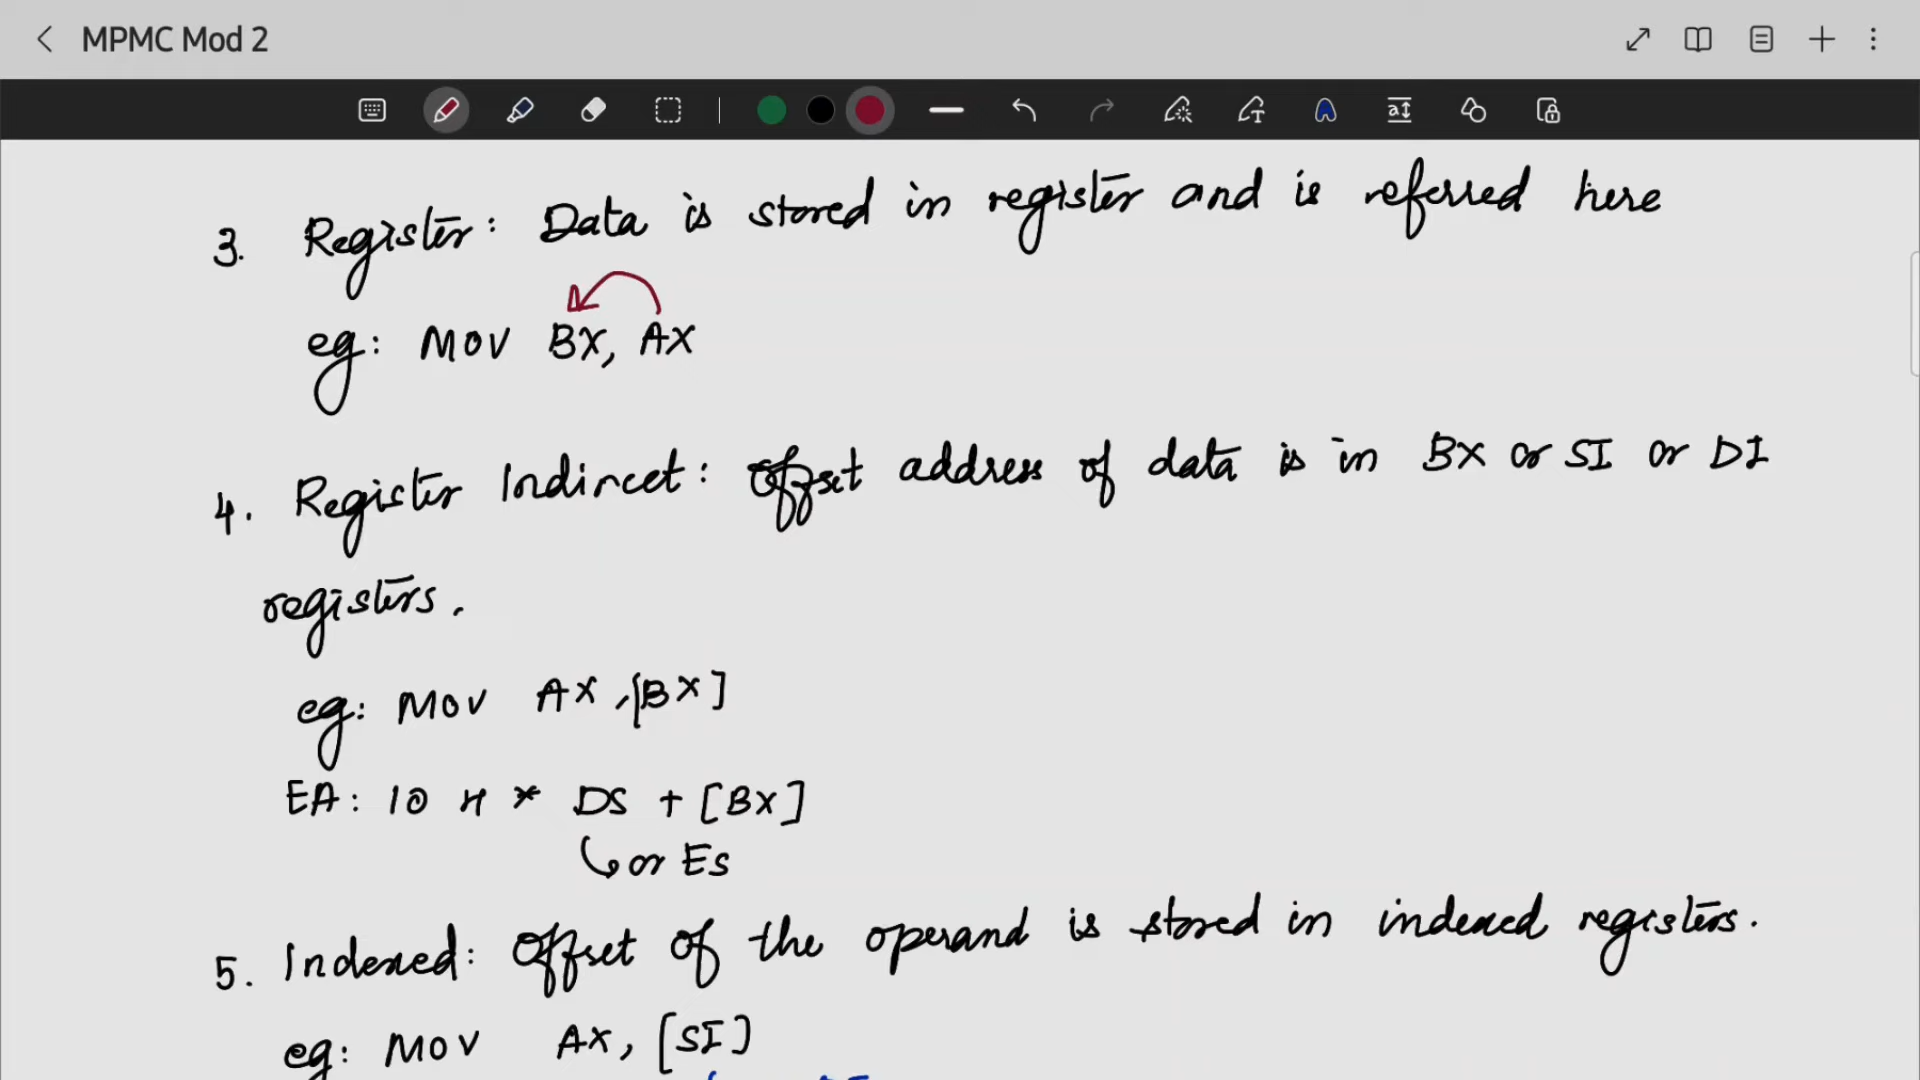 MPMC Mod 2
3. Register: Data is stored in register and is referred here
eg: MOV BX, AX
4. Register Indircet: Offset address of data is in BX or SI or DI
registers.
eg: MOV AX, [BX]
EA: 10 H * DS + [BX]
or ES
5. Indexed: Offset of the operand is stored in indexed registers.
eg: MOV AX, [SI]